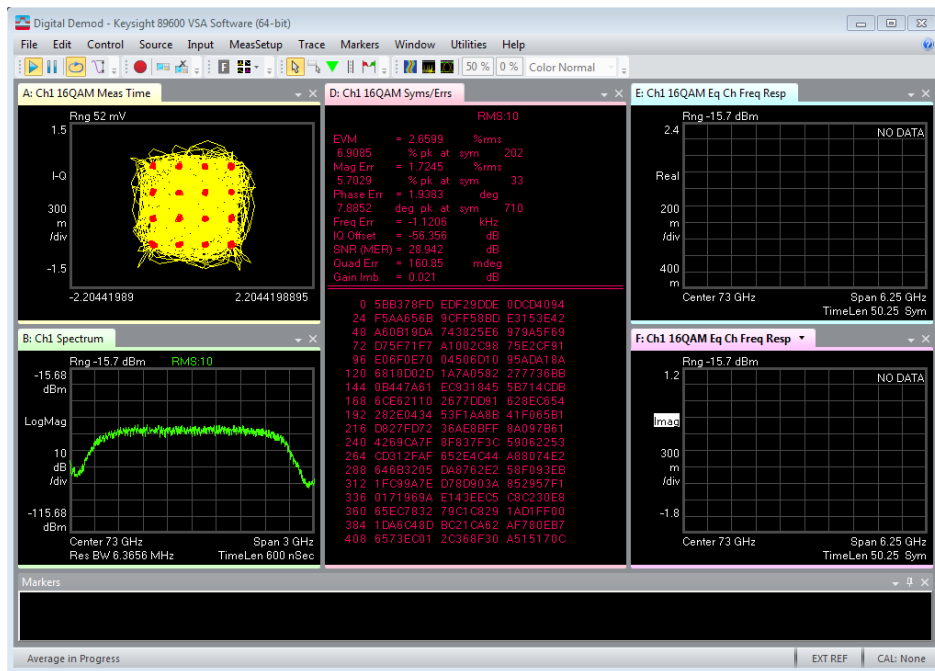 Digital Demod - Keysight 89600 VSA Software (64-bit)
File Edit Control Source Input MeasSetup Trace Markers Window Utilities Help
50 % 0 % Color Normal
A: Ch1 16QAM Meas Time
Rng 52 mV
1.5
I-Q
300
m
/div
-1.5
-2.20441989 2.2044198895
B: Ch1 Spectrum
Rng -15.7 dBm RMS:10
-15.68
dBm
LogMag
10
dB
/div
-115.68
dBm
Center 73 GHz Span 3 GHz
Res BW 6.3656 MHz TimeLen 600 nSec
D: Ch1 16QAM Syms/Errs
RMS:10
EVM = 2.6599 %rms
6.9085 % pk at sym 202
Mag Err = 1.7245 %rms
5.7029 % pk at sym 33
Phase Err = 1.9383 deg
7.8852 deg pk at sym 710
Freq Err = -1.1206 kHz
IQ Offset = -56.356 dB
SNR (MER) = 28.942 dB
Quad Err = 160.85 mdeg
Gain Imb = 0.021 dB
0 5BB378FD EDF29DDE 0DCD4094
24 F5AA656B 9CFF59BD E3153E42
48 A60B19DA 743825E6 979A5F69
72 D75F71F7 A1002C98 75E2CF91
96 E06F0E70 04506D10 95ADA18A
120 6810D02D 1A7A0582 277736BB
144 0B447A61 EC931845 5B714CDB
168 6CE62110 2677DD91 628EC654
192 282E0434 53F1AA8B 41F065B1
216 D827FD72 36AE8BFF 8A097B61
240 4269CA7F 8F837F3C 59062253
264 CD312FAF 652E4C44 A88074E2
288 646B3205 DA8762E2 58F093EB
312 1FC99A7E D78D903A 852957F1
336 0171969A E143EEC5 C8C230E8
360 65EC7832 79C1C829 1AD1FF00
384 1DA6C48D BC21CA62 AF780EB7
408 6573EC01 2C368F30 A515170C
E: Ch1 16QAM Eq Ch Freq Resp
Rng -15.7 dBm
2.4 NO DATA
Real
200
m
/div
400
m
Center 73 GHz Span 6.25 GHz
TimeLen 50.25 Sym
F: Ch1 16QAM Eq Ch Freq Resp
Rng -15.7 dBm
1.2 NO DATA
Imag
300
m
/div
-1.8
Center 73 GHz Span 6.25 GHz
TimeLen 50.25 Sym
Markers
Average in Progress EXT REF CAL: None